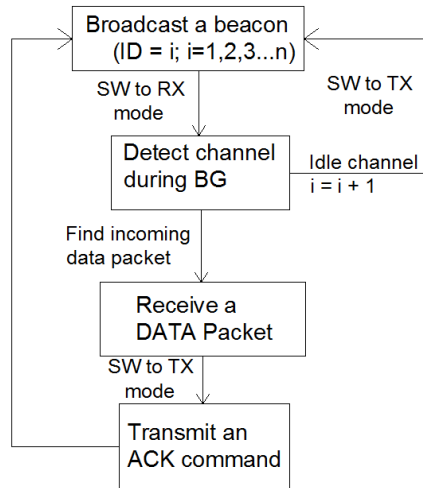 Broadcast a beacon
(ID = i; i=1,2,3...n)
SW to RX
mode
SW to TX
mode
Detect channel
during BG
Idle channel
i = i + 1
Find incoming
data packet
Receive a
DATA Packet
SW to TX
mode
Transmit an
ACK command